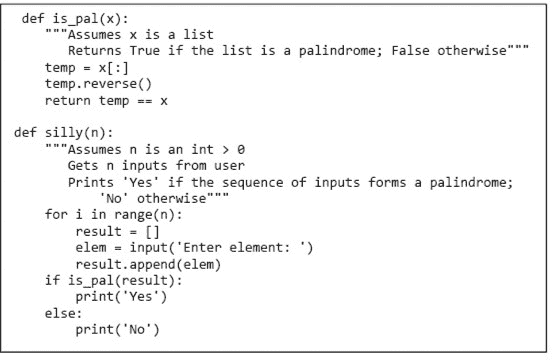 def is_pal(x):
    """Assumes x is a list
       Returns True if the list is a palindrome; False otherwise"""
    temp = x[:]
    temp.reverse()
    return temp == x

def silly(n):
    """Assumes n is an int > 0
       Gets n inputs from user
       Prints 'Yes' if the sequence of inputs forms a palindrome;
           'No' otherwise"""
    for i in range(n):
        result = []
        elem = input('Enter element: ')
        result.append(elem)
    if is_pal(result):
        print('Yes')
    else:
        print('No')